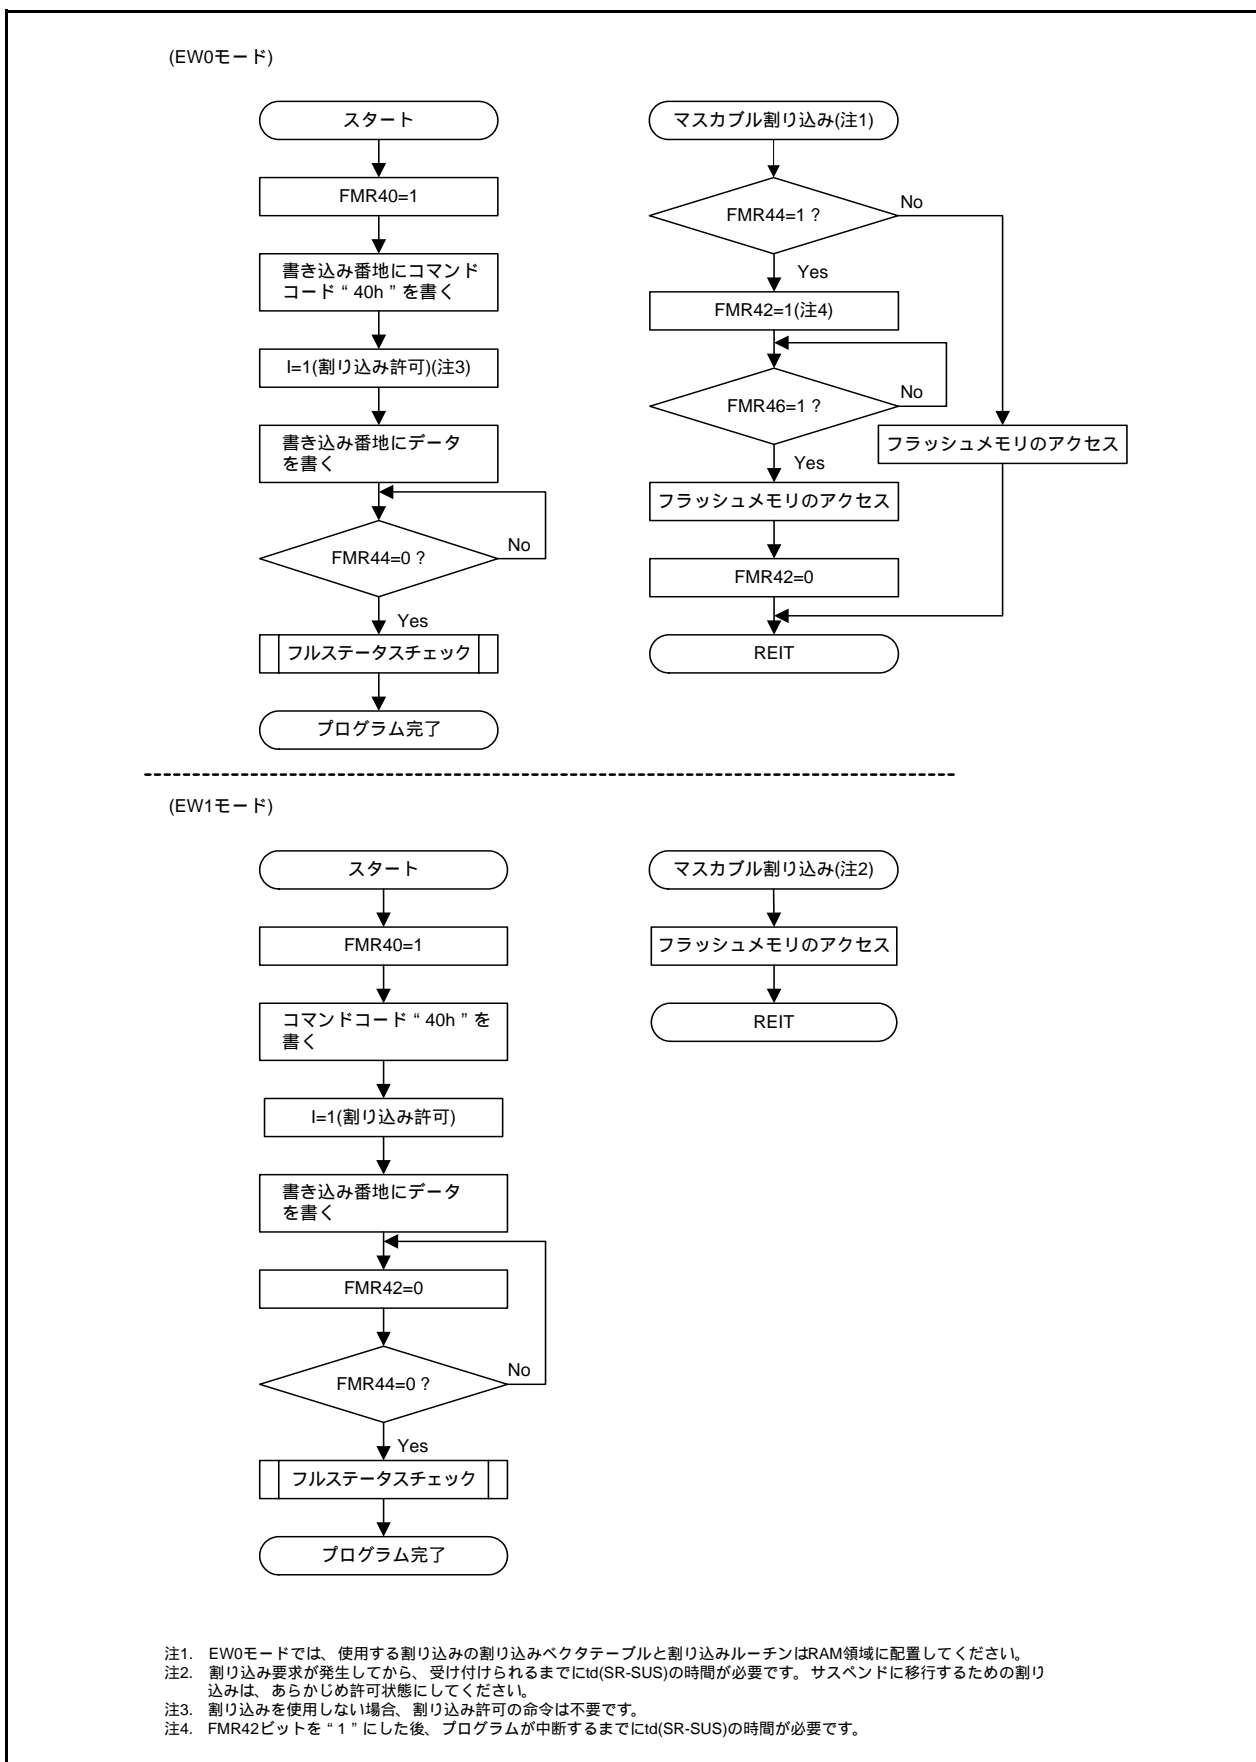 (EW0モード)
スタート
FMR40=1
書き込み番地にコマンド
コード“40h”を書く
I=1(割り込み許可)(注3)
書き込み番地にデータ
を書く
FMR44=0 ?
No
Yes
フルステータスチェック
プログラム完了
マスカブル割り込み(注1)
FMR44=1 ?
No
Yes
FMR42=1(注4)
FMR46=1 ?
No
Yes
フラッシュメモリのアクセス
フラッシュメモリのアクセス
FMR42=0
REIT
(EW1モード)
スタート
FMR40=1
コマンドコード“40h”を
書く
I=1(割り込み許可)
書き込み番地にデータ
を書く
FMR42=0
FMR44=0 ?
No
Yes
フルステータスチェック
プログラム完了
マスカブル割り込み(注2)
フラッシュメモリのアクセス
REIT
注1. EW0モードでは、使用する割り込みの割り込みベクタテーブルと割り込みルーチンはRAM領域に配置してください。
注2. 割り込み要求が発生してから、受け付けられるまでにtd(SR-SUS)の時間が必要です。サスペンドに移行するための割り
込みは、あらかじめ許可状態にしてください。
注3. 割り込みを使用しない場合、割り込み許可の命令は不要です。
注4. FMR42ビットを“1”にした後、プログラムが中断するまでにtd(SR-SUS)の時間が必要です。